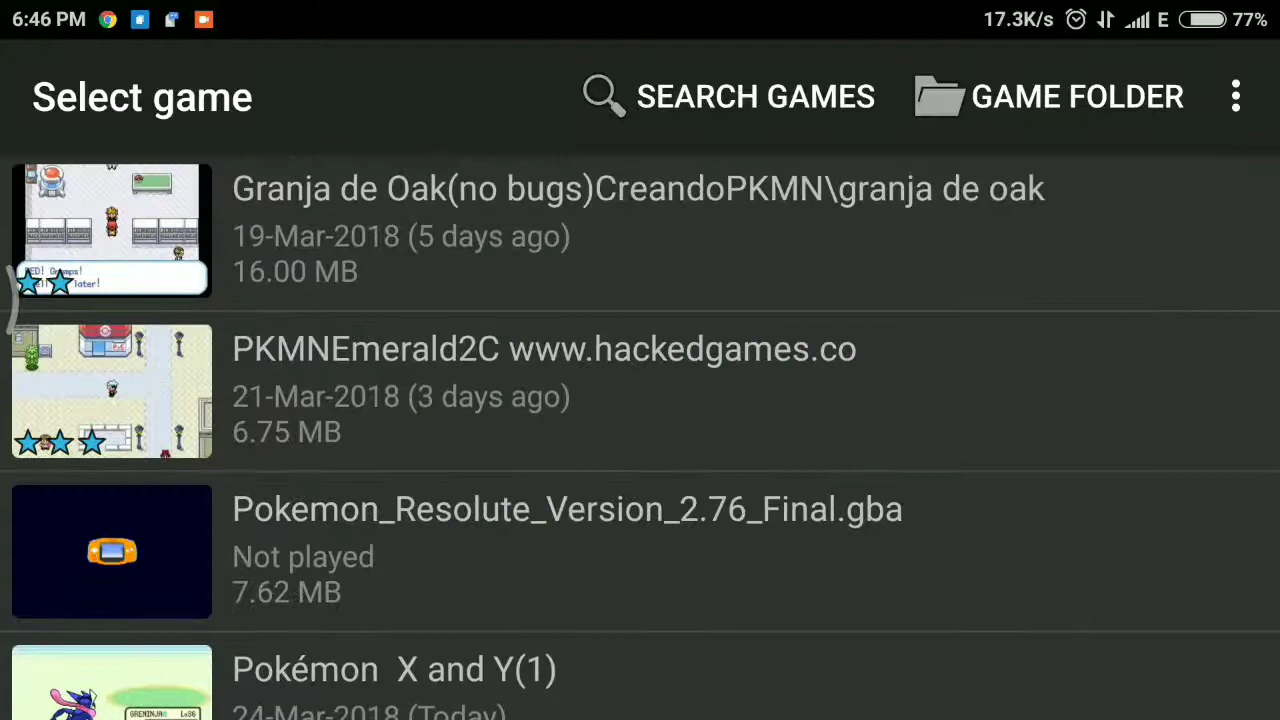 6:46 PM
17.3K/s E 77%
Select game
SEARCH GAMES
GAME FOLDER
Granja de Oak(no bugs)CreandoPKMN\granja de oak
19-Mar-2018 (5 days ago)
16.00 MB
later!
PKMNEmerald2C www.hackedgames.co
21-Mar-2018 (3 days ago)
6.75 MB
Pokemon_Resolute_Version_2.76_Final.gba
Not played
7.62 MB
Pokémon  X and Y(1)
24-Mar-2018 (Today)
GRENINJA Lv36